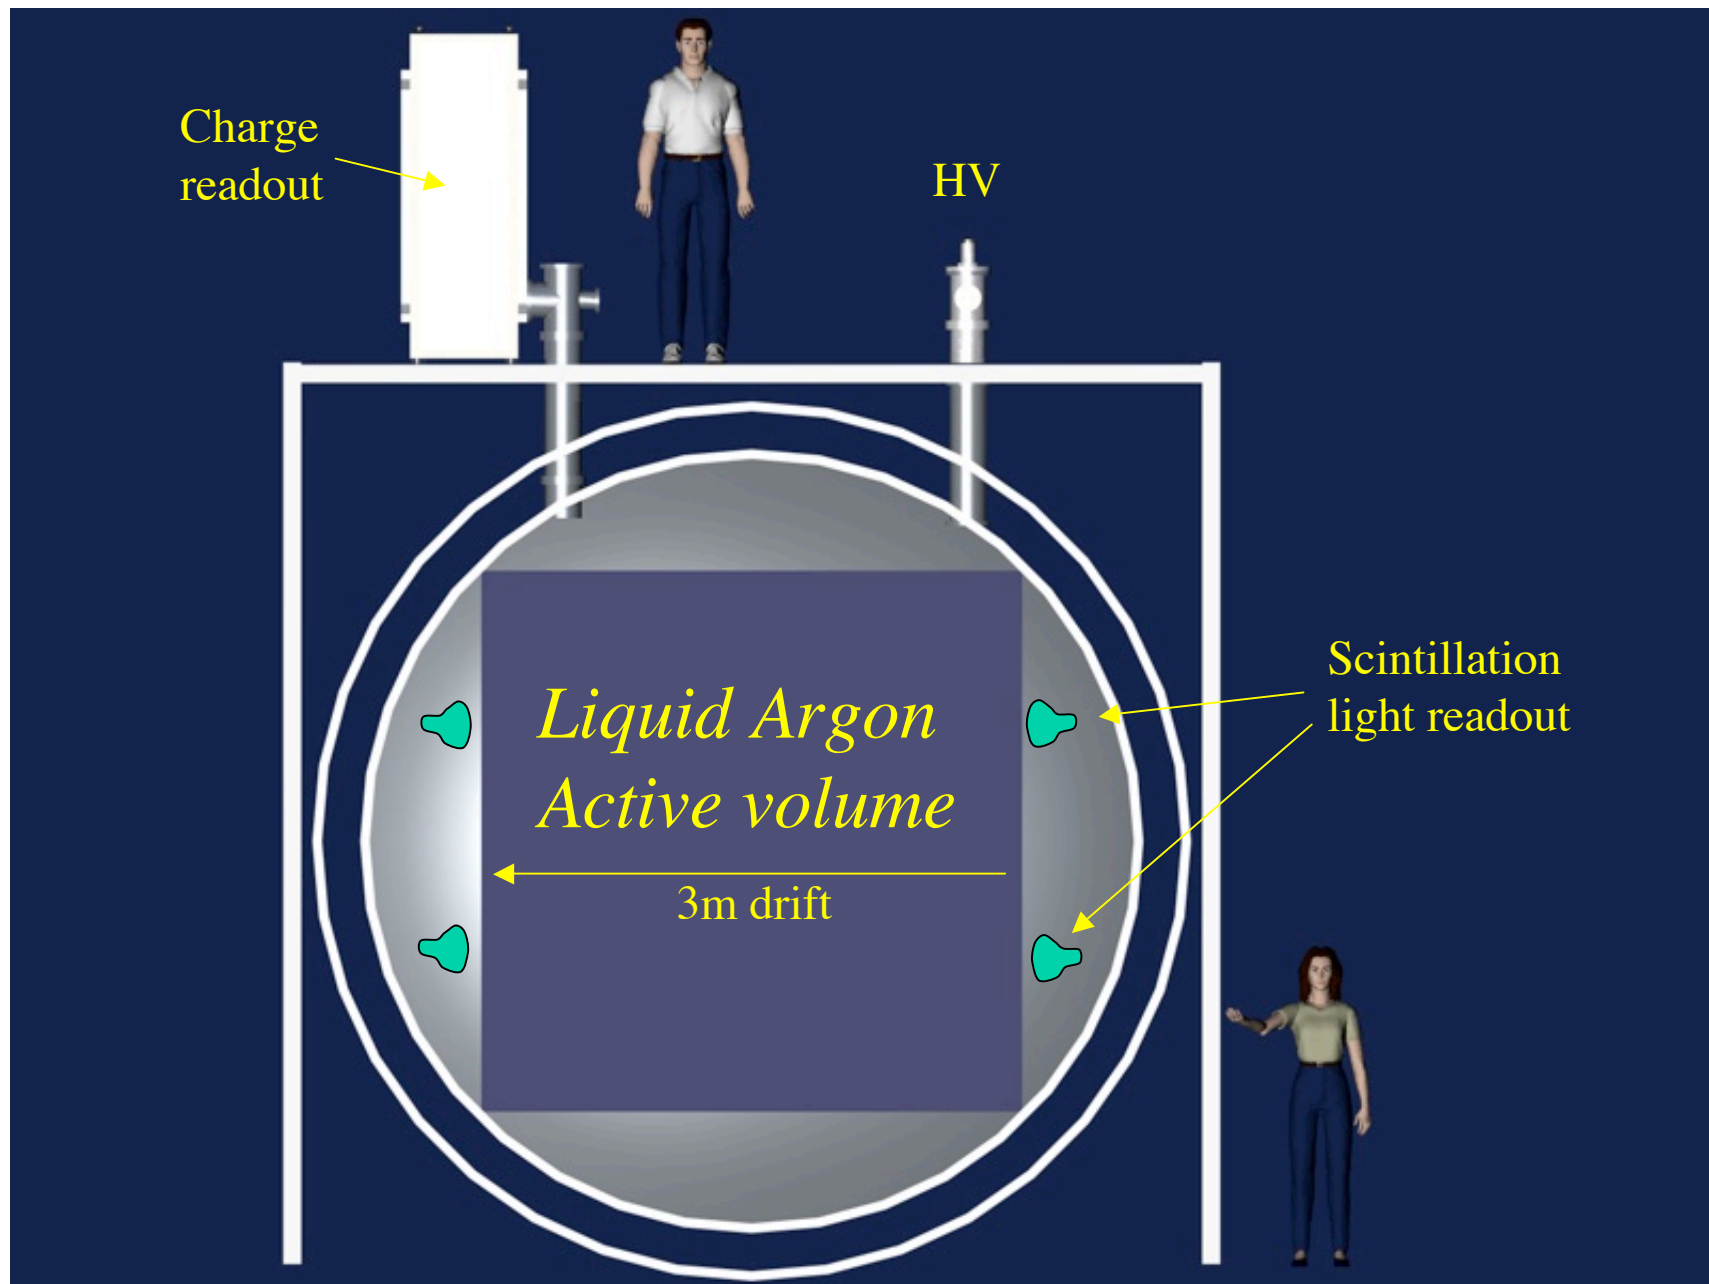 Charge
readout
HV
Scintillation
light readout
Liquid Argon
Active volume
3m drift